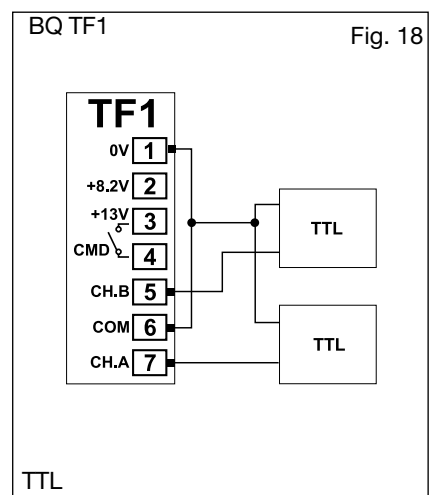 BQ TF1
Fig. 18
TF1
0V 1
+8.2V 2
+13V 3
CMD 4
CH.B 5
COM 6
CH.A 7
TTL
TTL
TTL